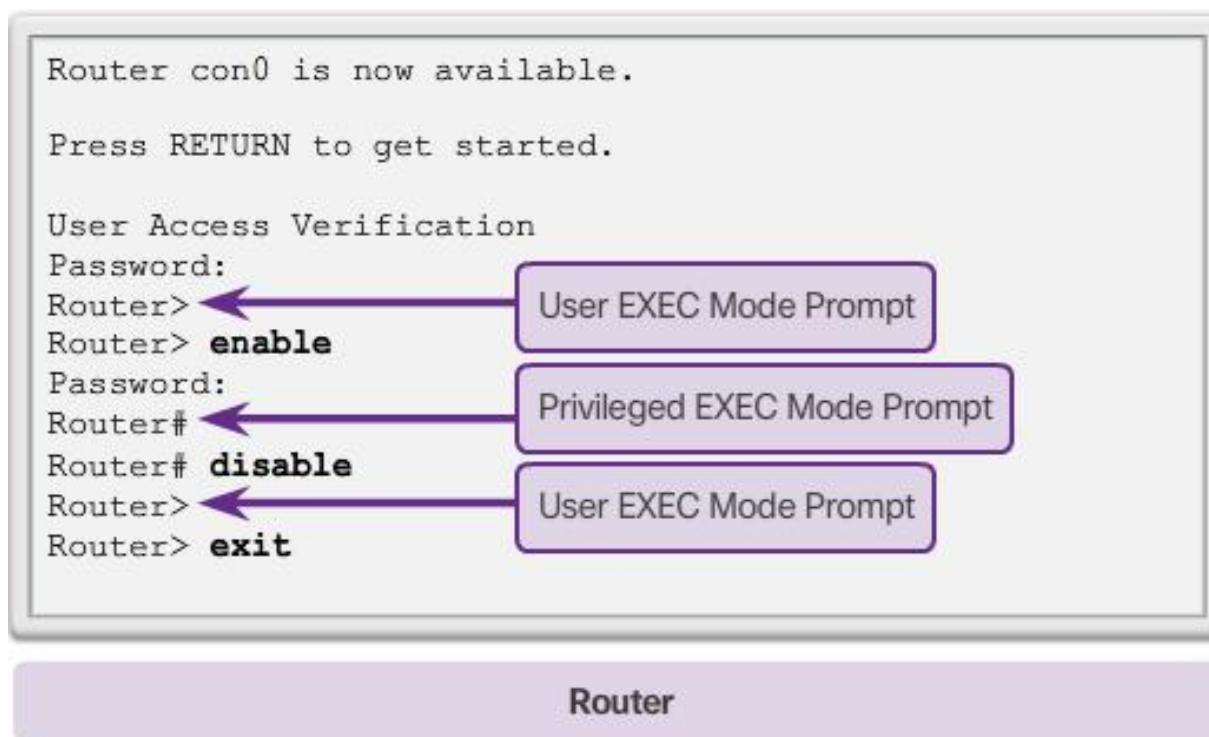 Router con0 is now available.
Press RETURN to get started.
User Access Verification
Password:
Router>
User EXEC Mode Prompt
Router> enable
Password:
Router#
Privileged EXEC Mode Prompt
Router# disable
Router>
User EXEC Mode Prompt
Router> exit
Router